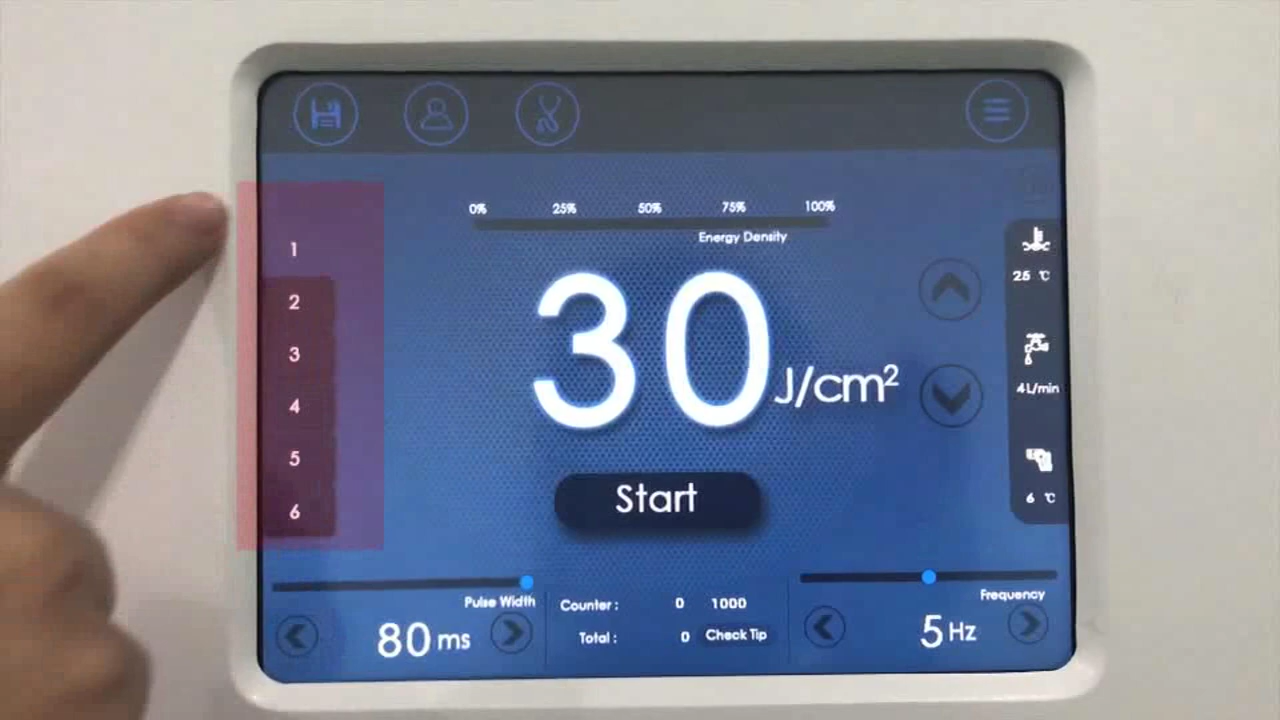 0% 25% 50% 75% 100%
Energy Density
1
2
3
4
5
6
30 J/cm²
Start
25 ℃
4L/min
6 ℃
Pulse Width
80 ms
Counter : 0 1000
Total : 0 Check Tip
Frequency
5 Hz